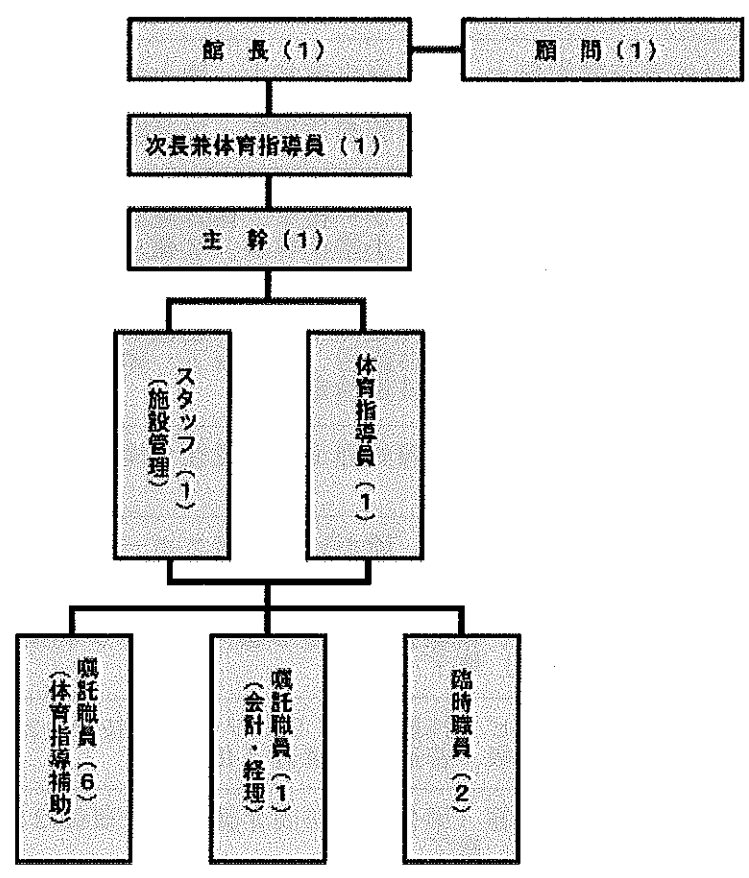 館　長（1）
顧　問（1）
次長兼体育指導員（1）
主　幹（1）
スタッフ（1）
（施設管理）
体育指導員（1）
嘱託職員（6）
（体育指導補助）
嘱託職員（1）
（会計・経理）
臨時職員（2）